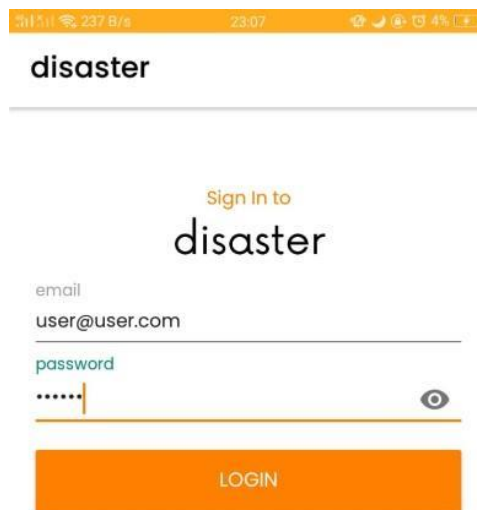 237 B/s 23:07 4%
disaster
Sign In to
disaster
email
user@user.com
password
••••••
LOGIN